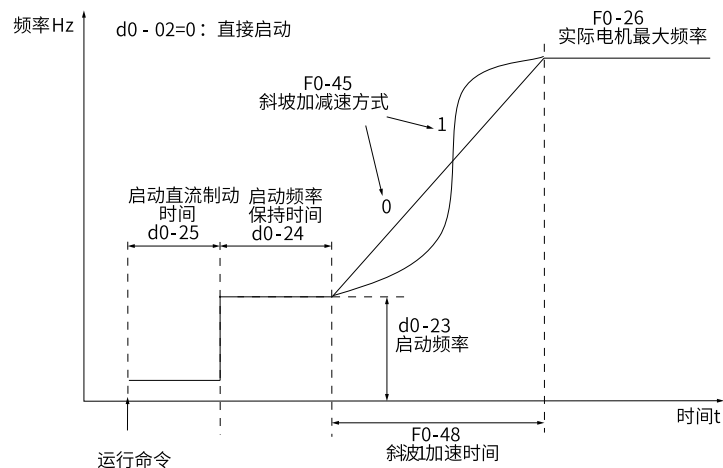 频率Hz
d0 - 02=0：直接启动
F0-26
实际电机最大频率
F0-45
斜坡加减速方式
1
0
启动直流制动
时间
d0-25
启动频率
保持时间
d0-24
d0-23
启动频率
时间t
F0-48
斜波1加速时间
运行命令